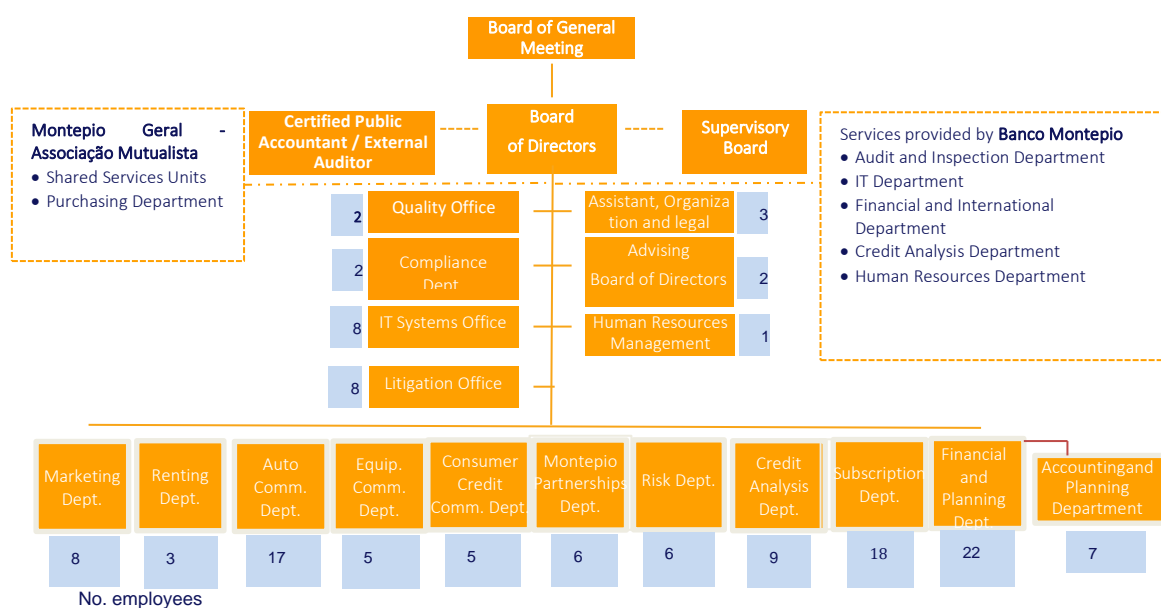 Board of General
Meeting
Montepio Geral -
Associação Mutualista
• Shared Services Units
• Purchasing Department
Certified Public
Accountant / External
Auditor
Board
of Directors
Supervisory
Board
Services provided by Banco Montepio
• Audit and Inspection Department
• IT Department
• Financial and International
Department
• Credit Analysis Department
• Human Resources Department
2
Quality Office
Assistant, Organiza
tion and legal
3
2
Compliance
Dept.
Advising
Board of Directors
2
8
IT Systems Office
Human Resources
Management
1
8
Litigation Office
Marketing
Dept.
Renting
Dept.
Auto
Comm.
Dept.
Equip.
Comm.
Dept.
Consumer
Credit
Comm. Dept.
Montepio
Partnerships
Dept.
Risk Dept.
Credit
Analysis
Dept.
Subscription
Dept.
Financial
and
Planning
Dept.
Accountingand
Planning
Department
8
3
17
5
5
6
6
9
18
22
7
No. employees